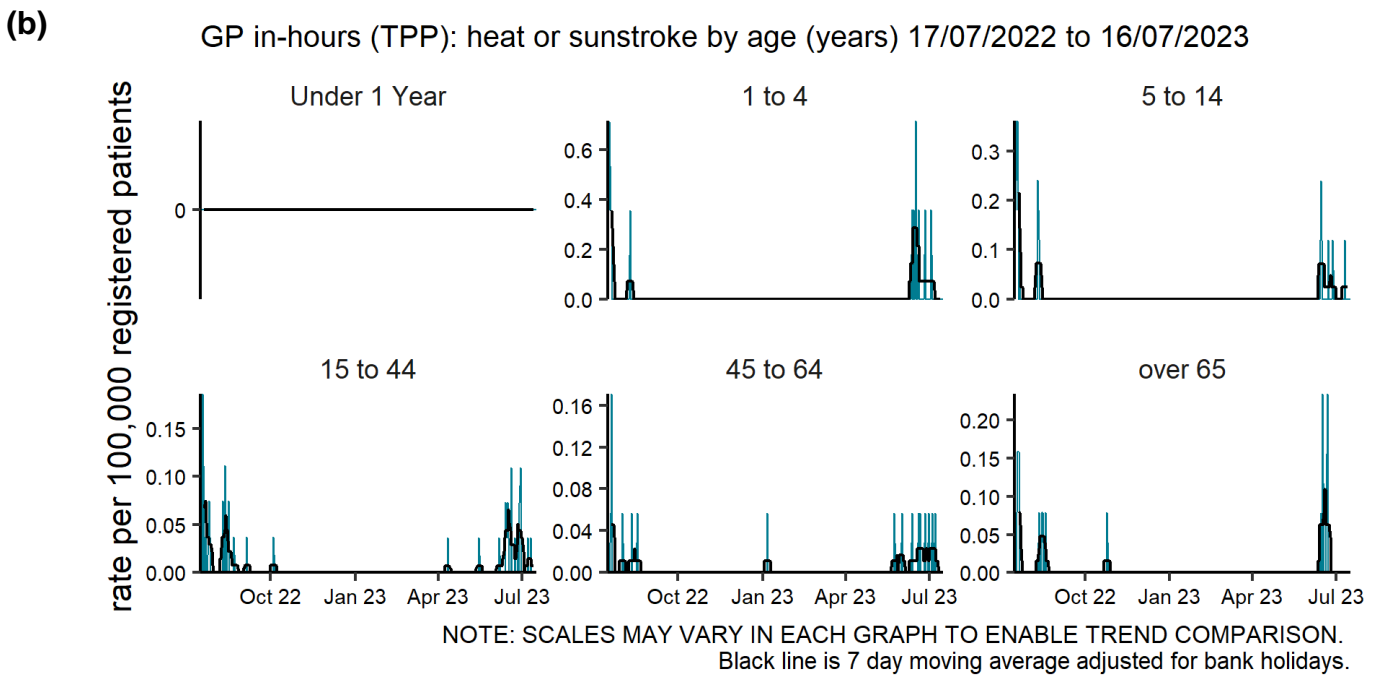 (b)
GP in-hours (TPP): heat or sunstroke by age (years) 17/07/2022 to 16/07/2023
rate per 100,000 registered patients
Under 1 Year
0
1 to 4
0.6
0.4
0.2
0.0
5 to 14
0.3
0.2
0.1
0.0
15 to 44
0.15
0.10
0.05
0.00
Oct 22 Jan 23 Apr 23 Jul 23
45 to 64
0.16
0.12
0.08
0.04
0.00
Oct 22 Jan 23 Apr 23 Jul 23
over 65
0.20
0.15
0.10
0.05
0.00
Oct 22 Jan 23 Apr 23 Jul 23
NOTE: SCALES MAY VARY IN EACH GRAPH TO ENABLE TREND COMPARISON.
Black line is 7 day moving average adjusted for bank holidays.